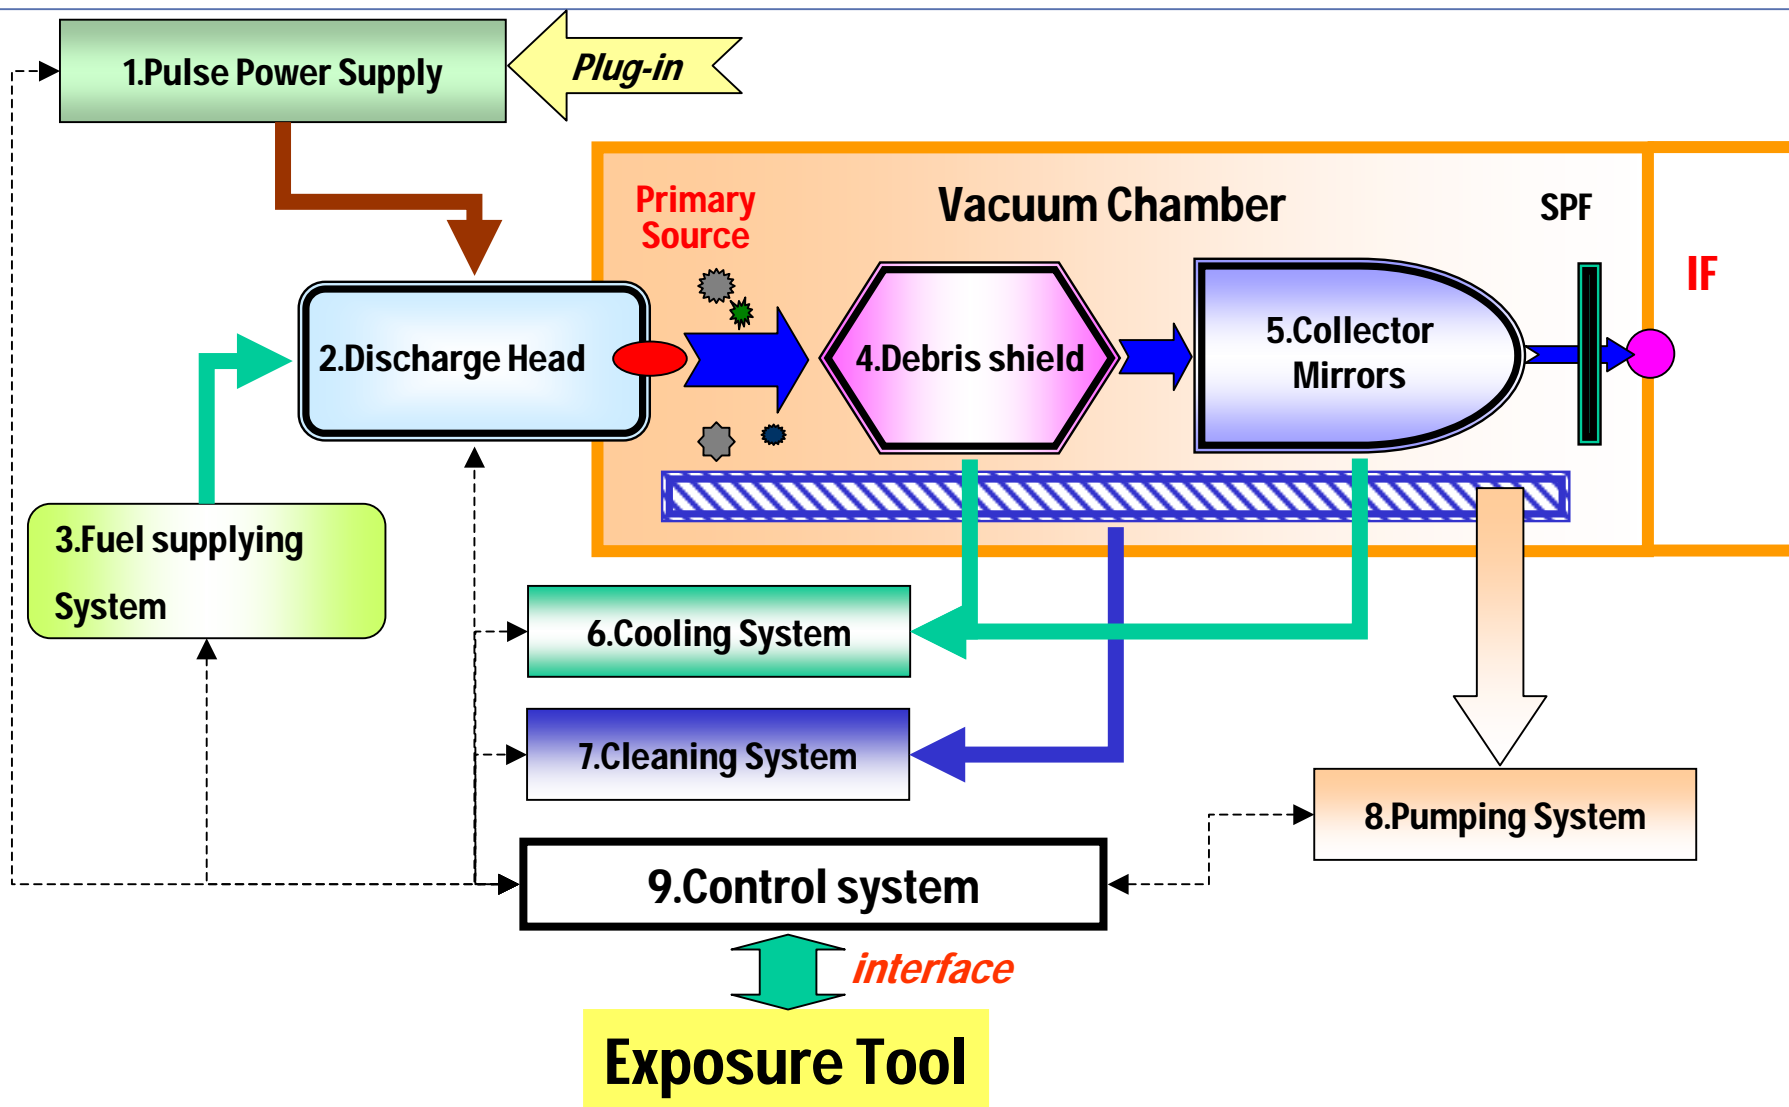 1.Pulse Power Supply
Plug-in
Primary
Source
Vacuum Chamber
SPF
IF
2.Discharge Head
4.Debris shield
5.Collector
Mirrors
3.Fuel supplying
System
6.Cooling System
7.Cleaning System
8.Pumping System
9.Control system
interface
Exposure Tool